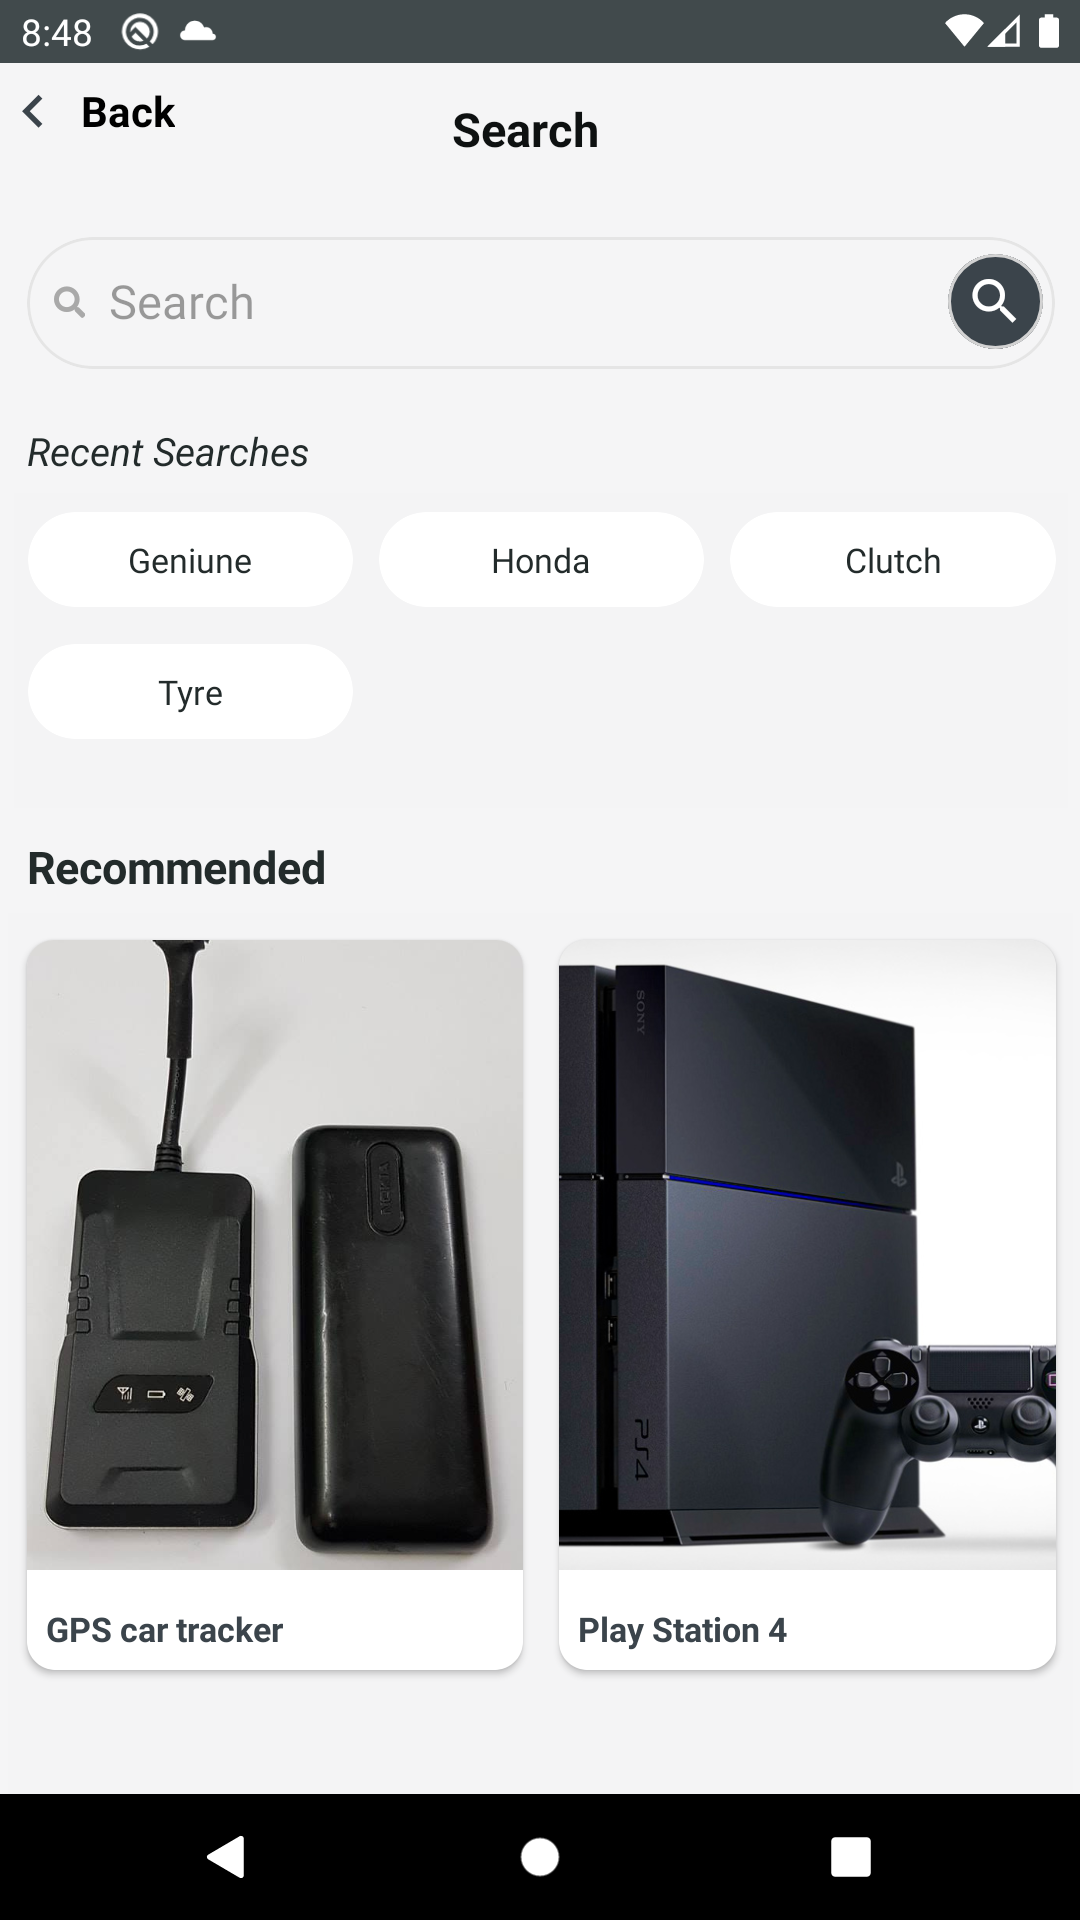 8:48
Back
Search
Search
Recent Searches
Geniune
Honda
Clutch
Tyre
Recommended
NOKIA
SONY
PS4
GPS car tracker
Play Station 4